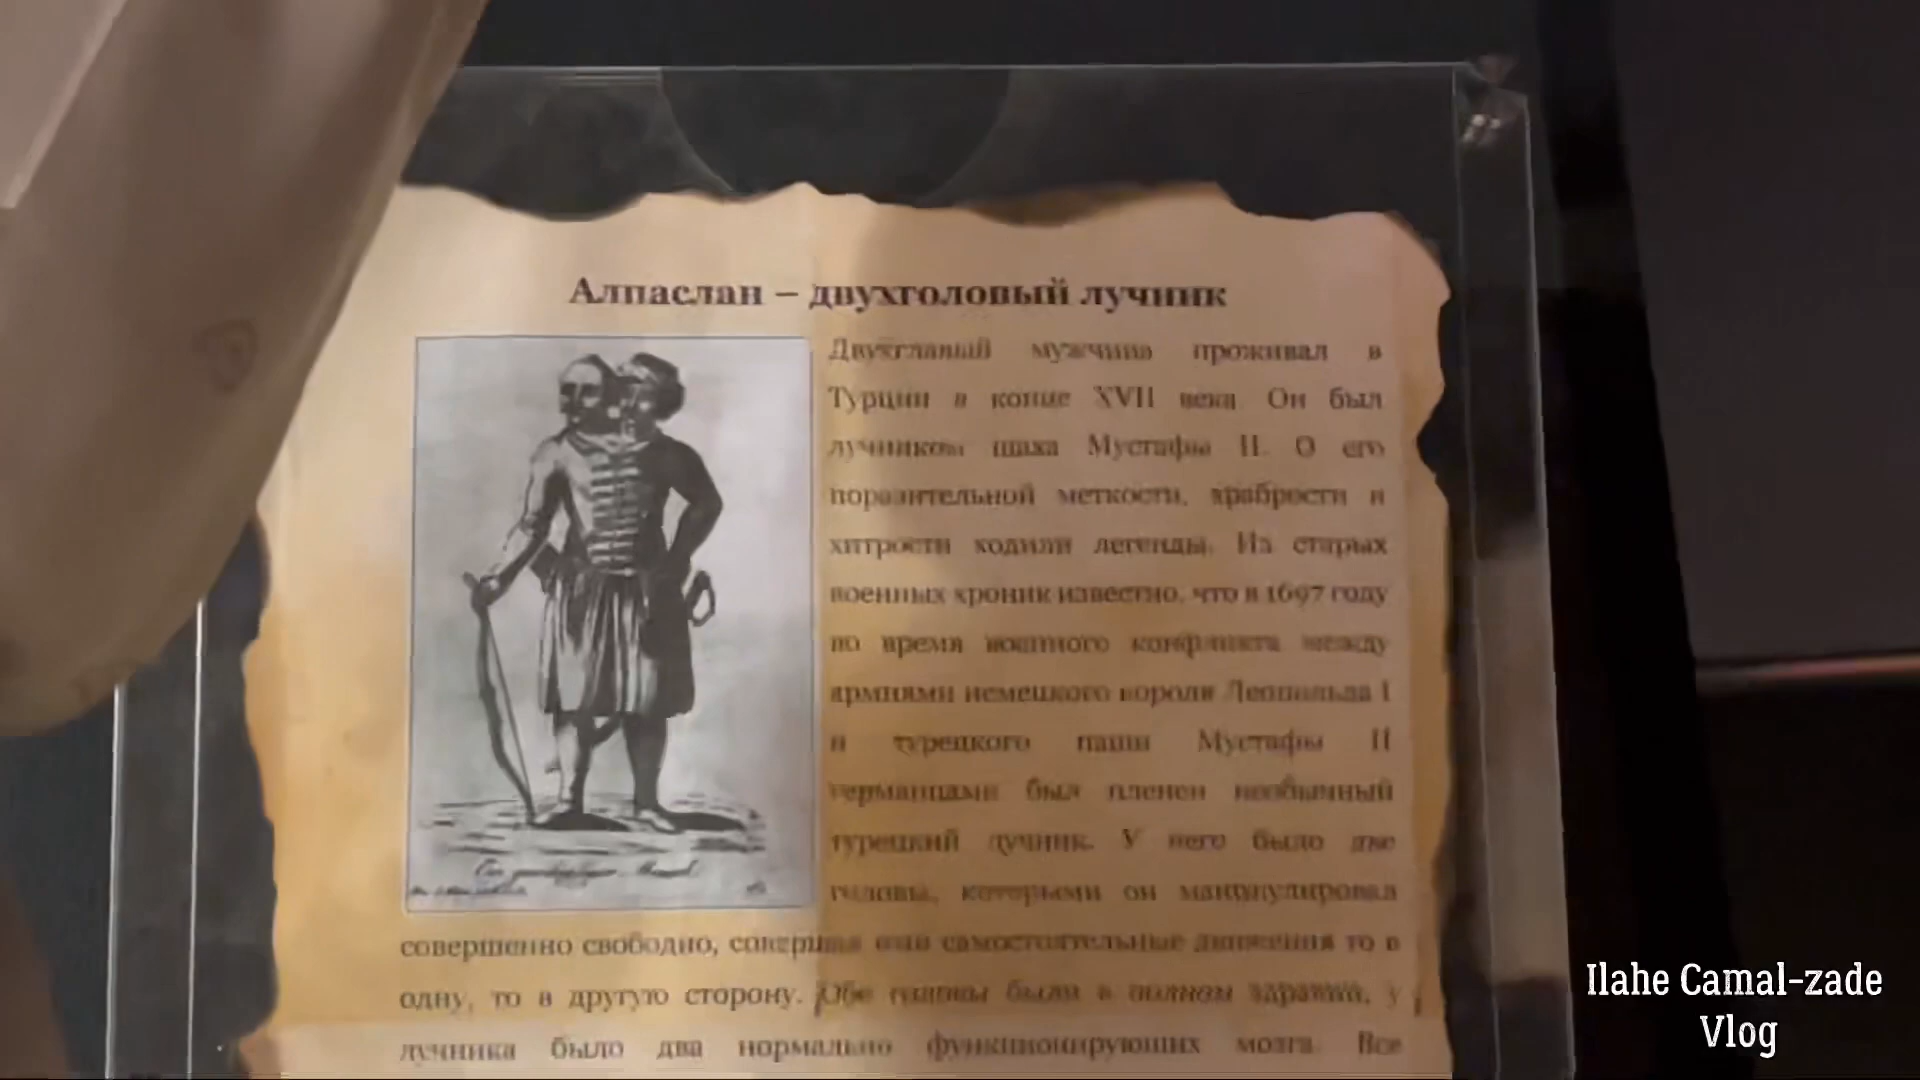 Алпаслан – двухголовый лучник
Двухглавый мужчина проживал в
Турции в конце XVII века. Он был
лучником шаха Мустафы II. О его
поразительной меткости, храбрости и
хитрости ходили легенды. Из старых
военных хроник известно, что в 1697 году
во время военного конфликта между
армиями немецкого короля Леопольда I
и турецкого паши Мустафы II
германцами был пленен необычный
турецкий лучник. У него было две
головы, которыми он манипулировал
совершенно свободно, совершая ими самостоятельные движения то в
одну, то в другую сторону. Обе головы были в полном здравии, у
лучника было два нормально функционирующих мозга. Все
Ilahe Camal-zade
Vlog